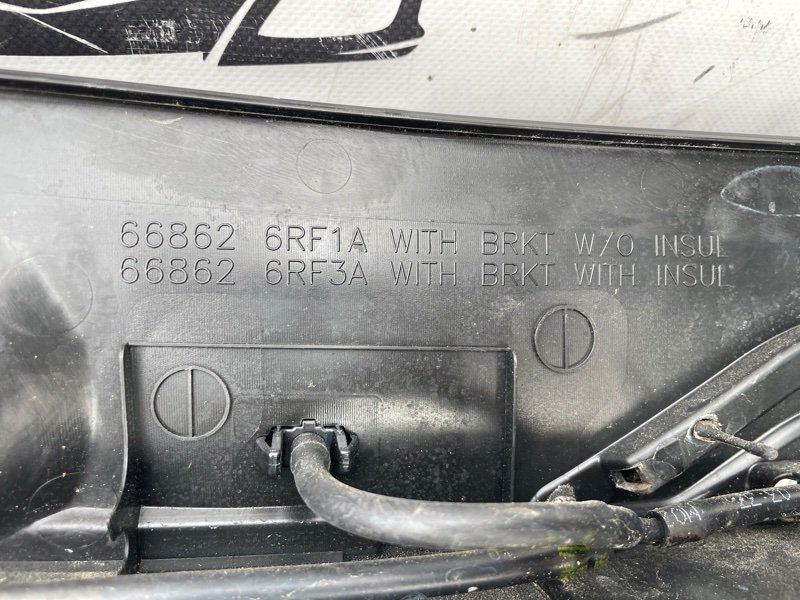 66862 6RF1A WITH BRKT W/O INSUL
66862 6RF3A WITH BRKT WITH INSUL